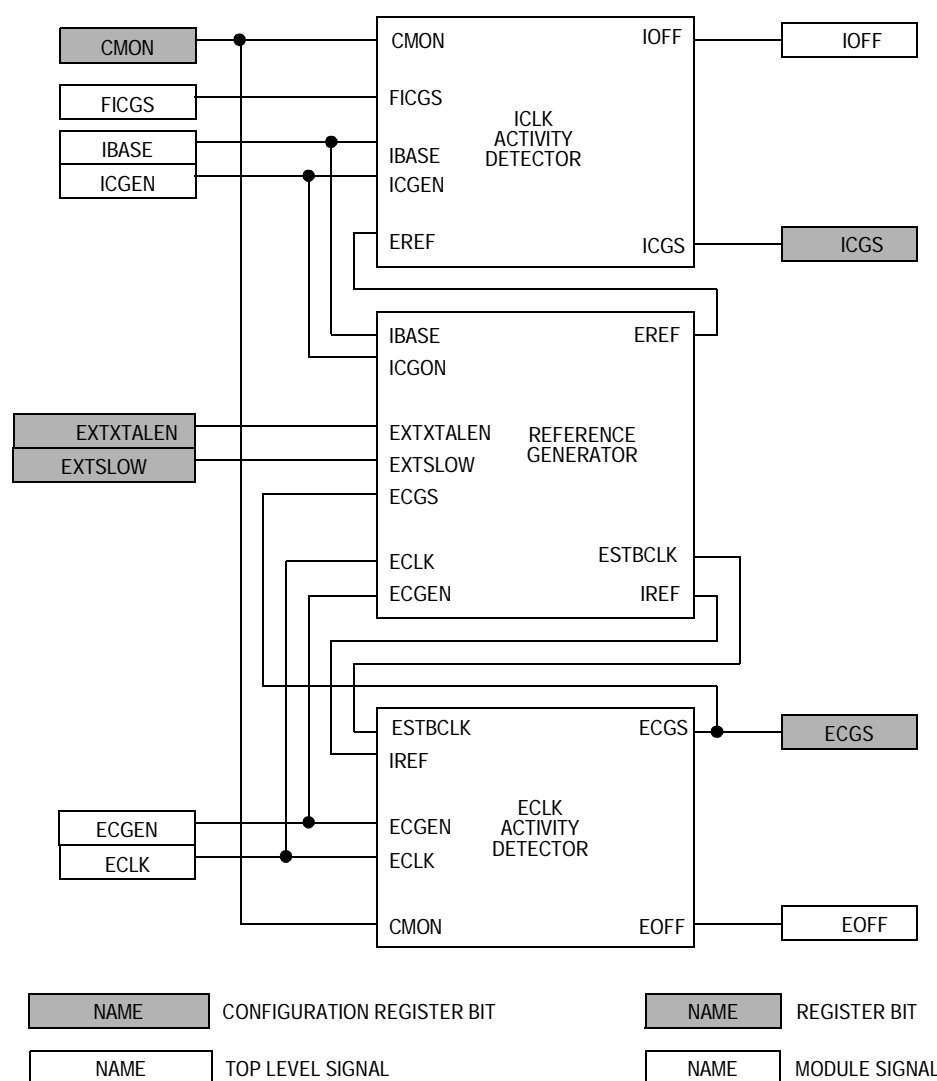 CMON
FICGS
IBASE
ICGEN
CMON
FICGS
IBASE
ICGEN
EREF
ICLK
ACTIVITY
DETECTOR
IOFF
ICGS
IOFF
ICGS
EXTXTALEN
EXTSLOW
IBASE
ICGON
EXTXTALEN
EXTSLOW
ECGS
ECLK
ECGEN
REFERENCE
GENERATOR
EREF
ESTBCLK
IREF
ECGEN
ECLK
ESTBCLK
IREF
ECGEN
ECLK
CMON
ECLK
ACTIVITY
DETECTOR
ECGS
EOFF
ECGS
EOFF
NAME CONFIGURATION REGISTER BIT
NAME REGISTER BIT
NAME TOP LEVEL SIGNAL
NAME MODULE SIGNAL